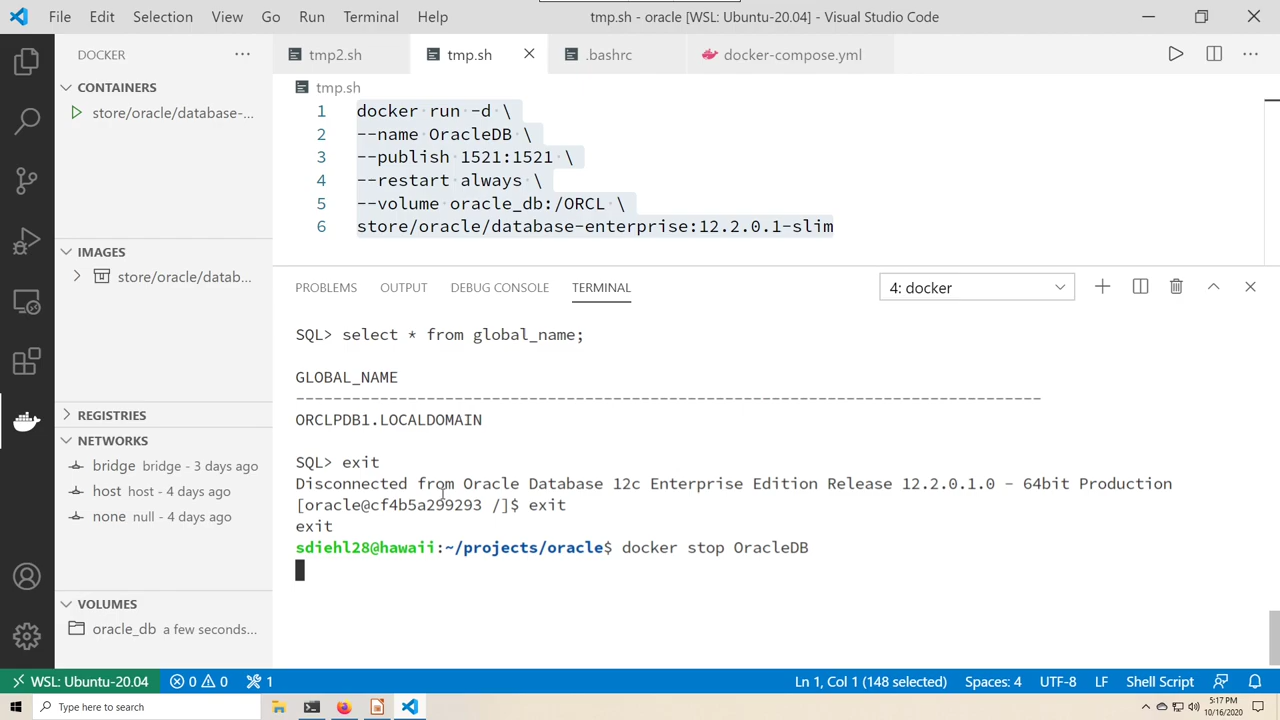 File Edit Selection View Go Run Terminal Help tmp.sh - oracle [WSL: Ubuntu-20.04] - Visual Studio Code
DOCKER ···
tmp2.sh tmp.sh .bashrc docker-compose.yml
CONTAINERS
store/oracle/database-...
IMAGES
store/oracle/datab...
REGISTRIES
NETWORKS
bridge bridge - 3 days ago
host host - 4 days ago
none null - 4 days ago
VOLUMES
oracle_db a few seconds...
tmp.sh
1 docker run -d \
2 --name OracleDB \
3 --publish 1521:1521 \
4 --restart always \
5 --volume oracle_db:/ORCL \
6 store/oracle/database-enterprise:12.2.0.1-slim
PROBLEMS OUTPUT DEBUG CONSOLE TERMINAL 4: docker
SQL> select * from global_name;
GLOBAL_NAME
--------------------------------------------------------------------------------
ORCLPDB1.LOCALDOMAIN
SQL> exit
Disconnected from Oracle Database 12c Enterprise Edition Release 12.2.0.1.0 - 64bit Production
[oracle@cf4b5a299293 /]$ exit
exit
sdiehl28@hawaii:~/projects/oracle$ docker stop OracleDB
WSL: Ubuntu-20.04 0 0 1 Ln 1, Col 1 (148 selected) Spaces: 4 UTF-8 LF Shell Script
Type here to search
5:17 PM
10/16/2020